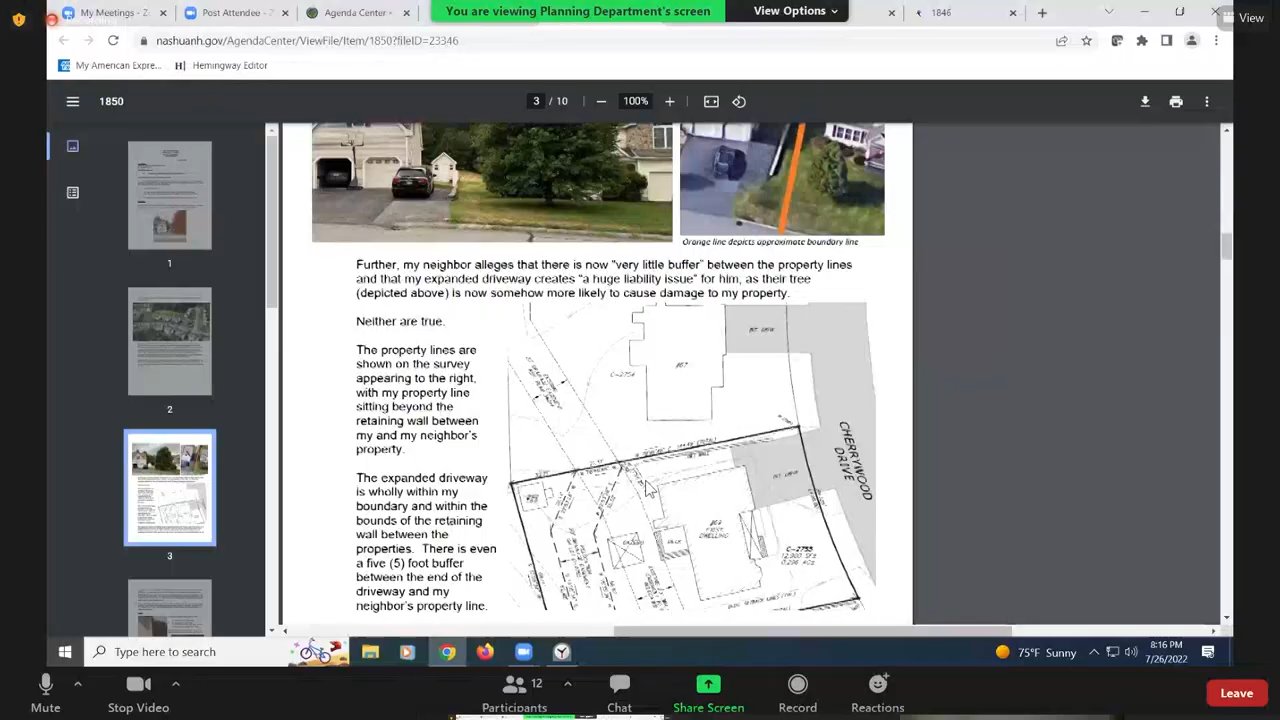 You are viewing Planning Department's screen
View Options
View
My Meetings - Z
Post Attendee - Z
Agenda Center •
1846
nashuanh.gov/AgendaCenter/ViewFile/Item/1850?fileID=23346
My American Expre...
Hemingway Editor
1850
3 / 10
100%
Orange line depicts approximate boundary line
Further, my neighbor alleges that there is now “very little buffer” between the property lines
and that my expanded driveway creates “a huge liability issue” for him, as their tree
(depicted above) is now somehow more likely to cause damage to my property.
Neither are true.
The property lines are
shown on the survey
appearing to the right,
with my property line
sitting beyond the
retaining wall between
my and my neighbor's
property.
The expanded driveway
is wholly within my
boundary and within the
bounds of the retaining
wall between the
properties. There is even
a five (5) foot buffer
between the end of the
driveway and my
neighbor's property line.
CHERRYWOOD
DRIVE
1
2
3
Type here to search
75°F Sunny
8:16 PM
7/26/2022
Mute
Stop Video
12
Participants
Chat
Share Screen
Record
Reactions
Leave